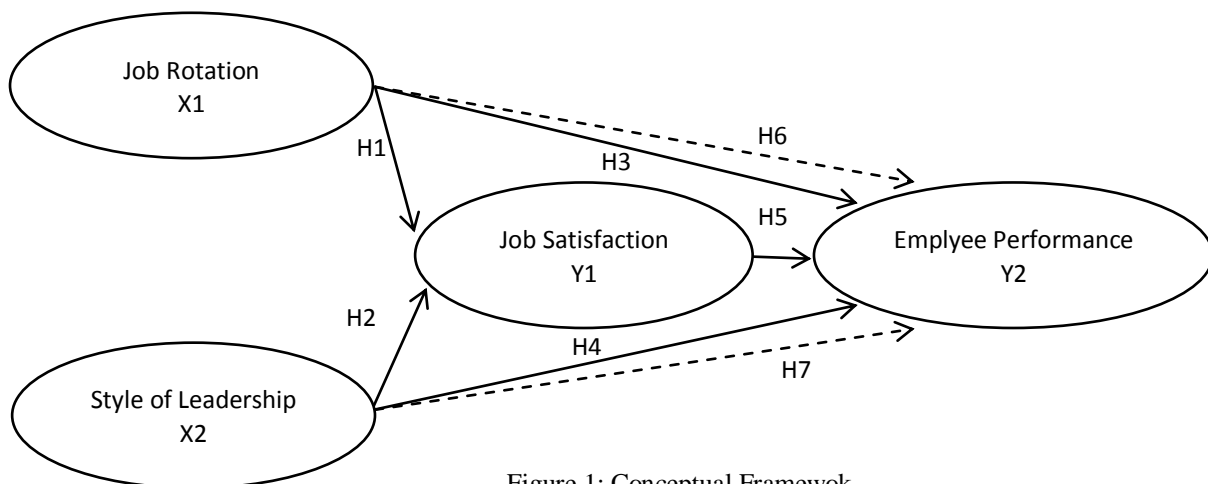 Job Rotation
X1
H1
H3
H6
Job Satisfaction
Y1
H5
Emplyee Performance
Y2
H2
H4
H7
Style of Leadership
X2
Figure 1: Conceptual Framewok